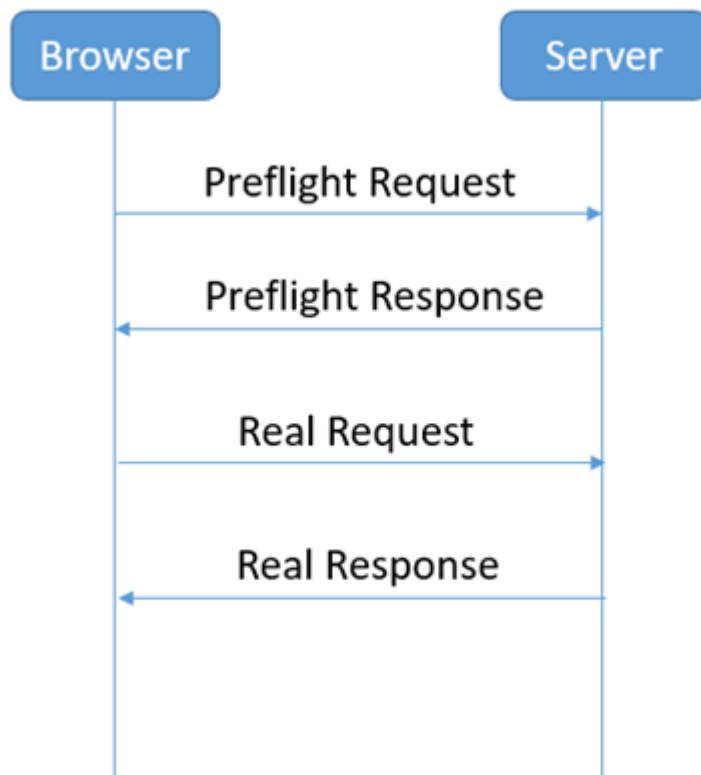 Browser
Server
Preflight Request
Preflight Response
Real Request
Real Response